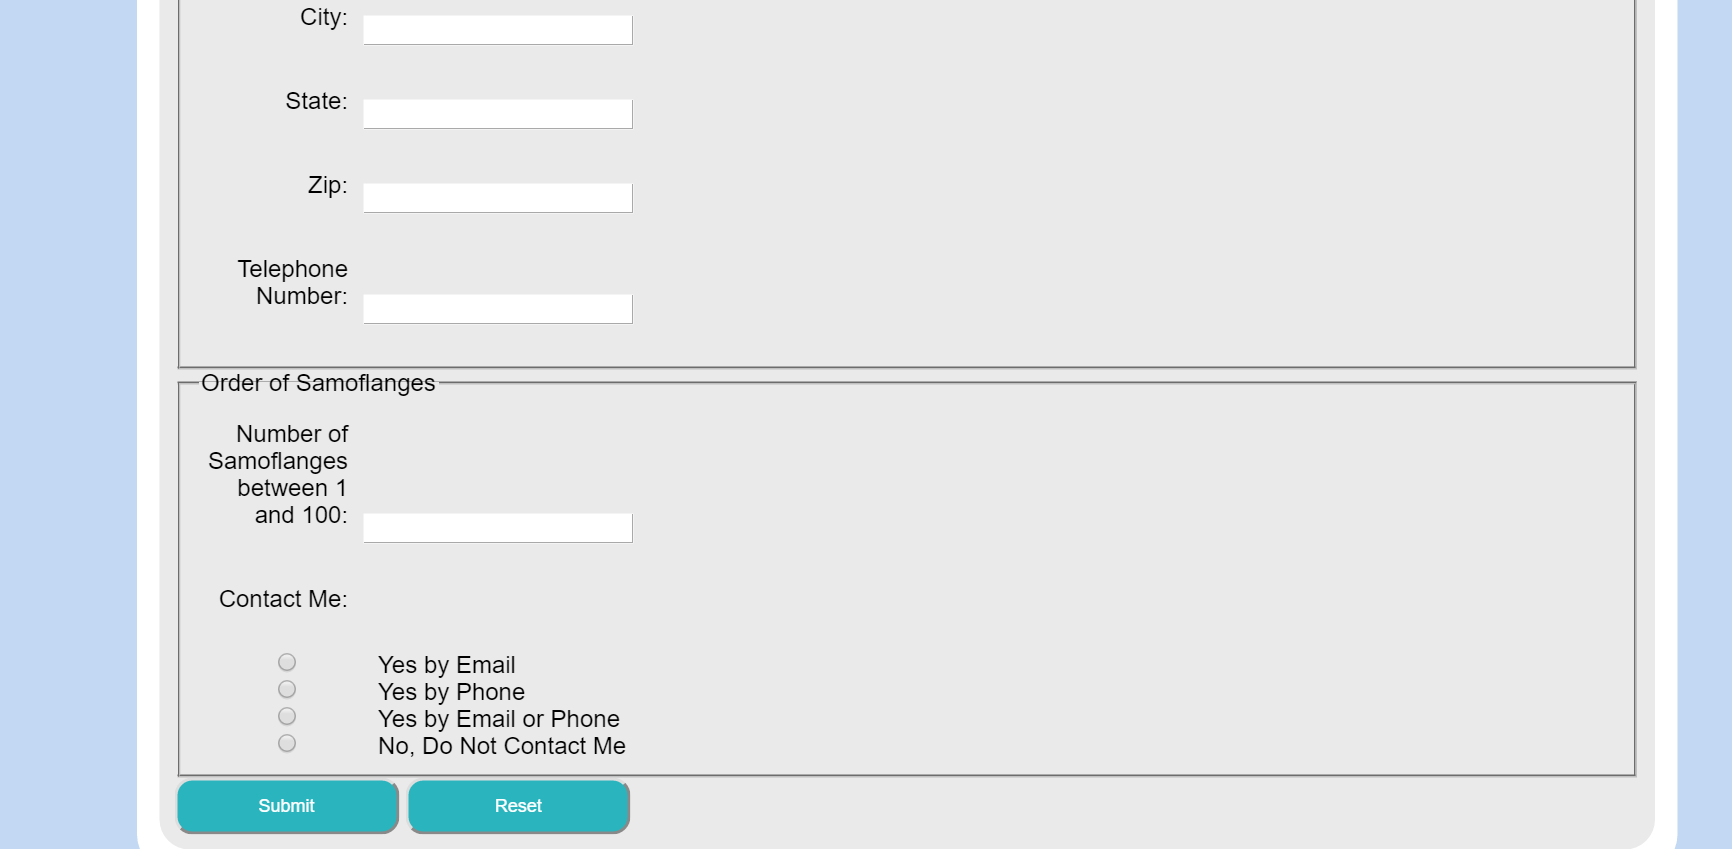 City:
State:
Zip:
Telephone
Number:
Order of Samoflanges
Number of
Samoflanges
between 1
and 100:
Contact Me:
Yes by Email
Yes by Phone
Yes by Email or Phone
No, Do Not Contact Me
Submit
Reset